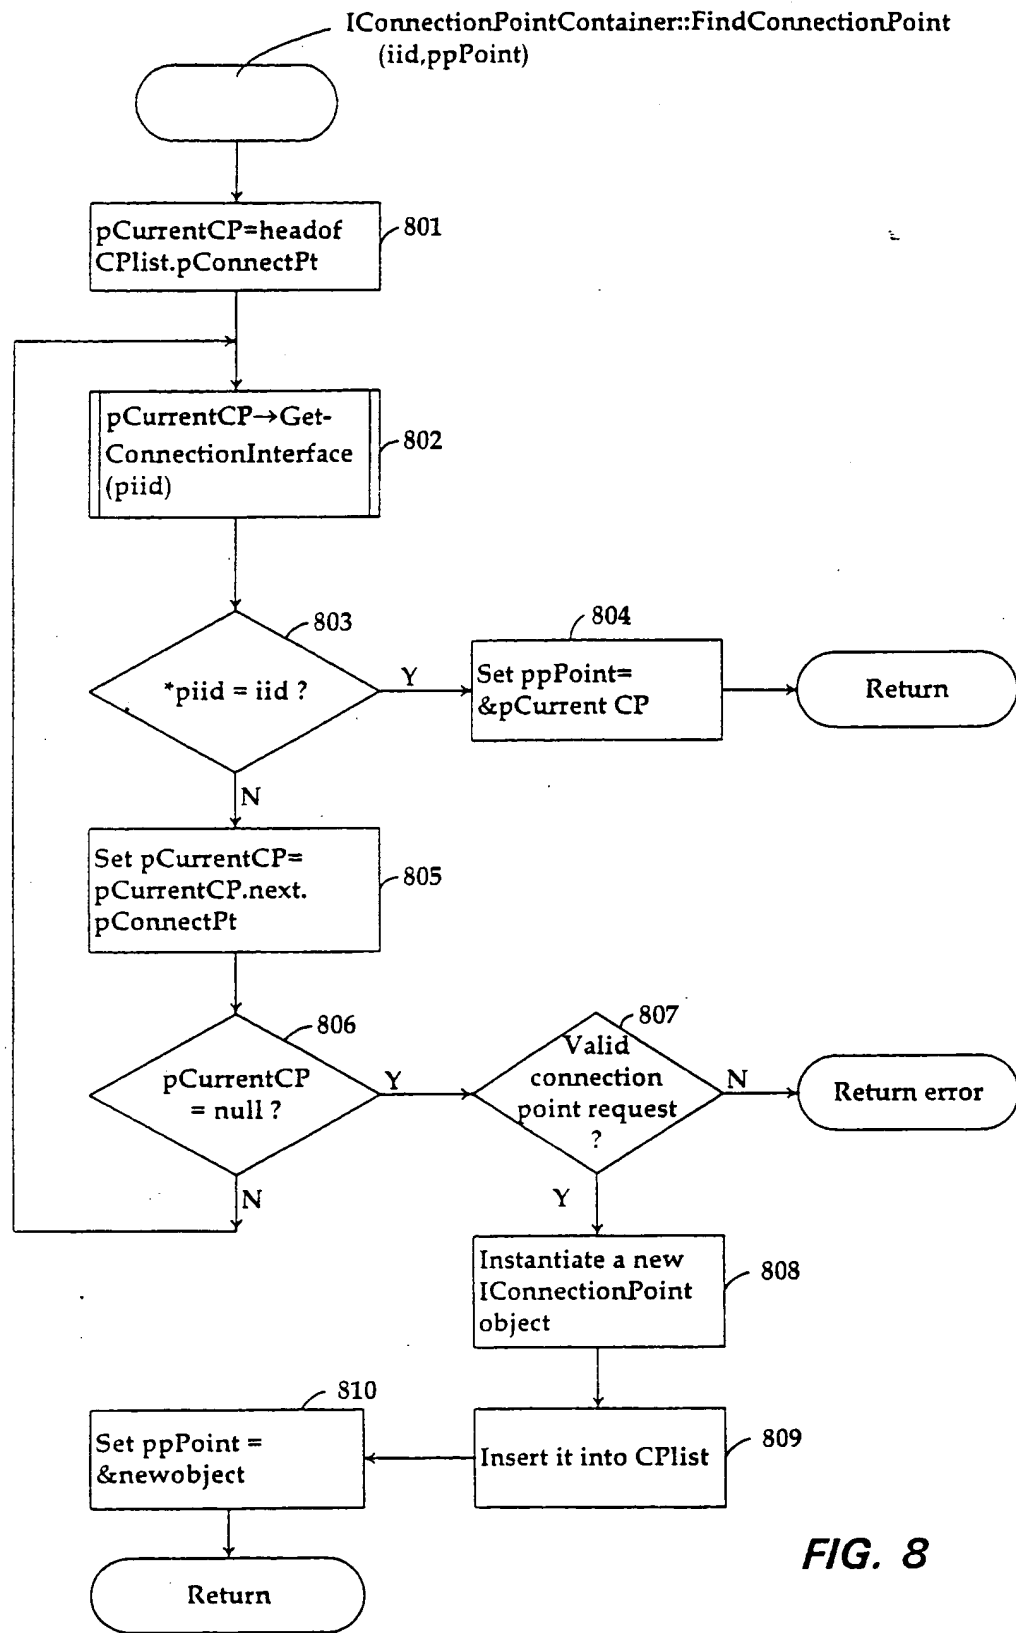 IConnectionPointContainer::FindConnectionPoint
(iid,ppPoint)
pCurrentCP=headof
CPlist.pConnectPt
801
pCurrentCP→Get-
ConnectionInterface
(piid)
802
803
*piid = iid ?
Y
804
Set ppPoint=
&pCurrent CP
Return
N
Set pCurrentCP=
pCurrentCP.next.
pConnectPt
805
806
pCurrentCP
= null ?
Y
807
Valid
connection
point request
?
N
Return error
N
Y
Instantiate a new
IConnectionPoint
object
808
810
Set ppPoint =
&newobject
Insert it into CPlist
809
Return
FIG. 8